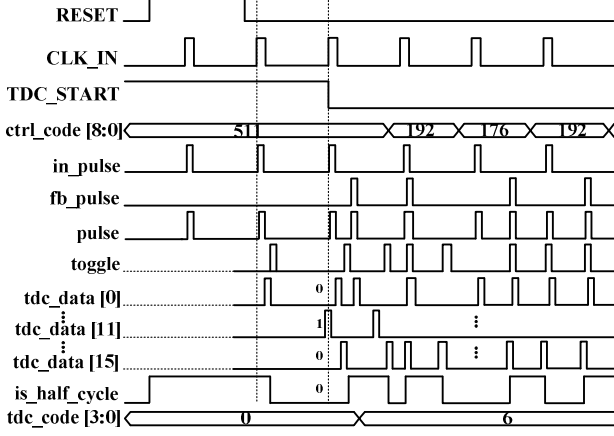 RESET
CLK_IN
TDC_START
ctrl_code [8:0] 511 192 176 192
in_pulse
fb_pulse
pulse
toggle
tdc_data [0] 0
tdc_data [11] 1
tdc_data [15] 0
is_half_cycle 0
tdc_code [3:0] 0 6